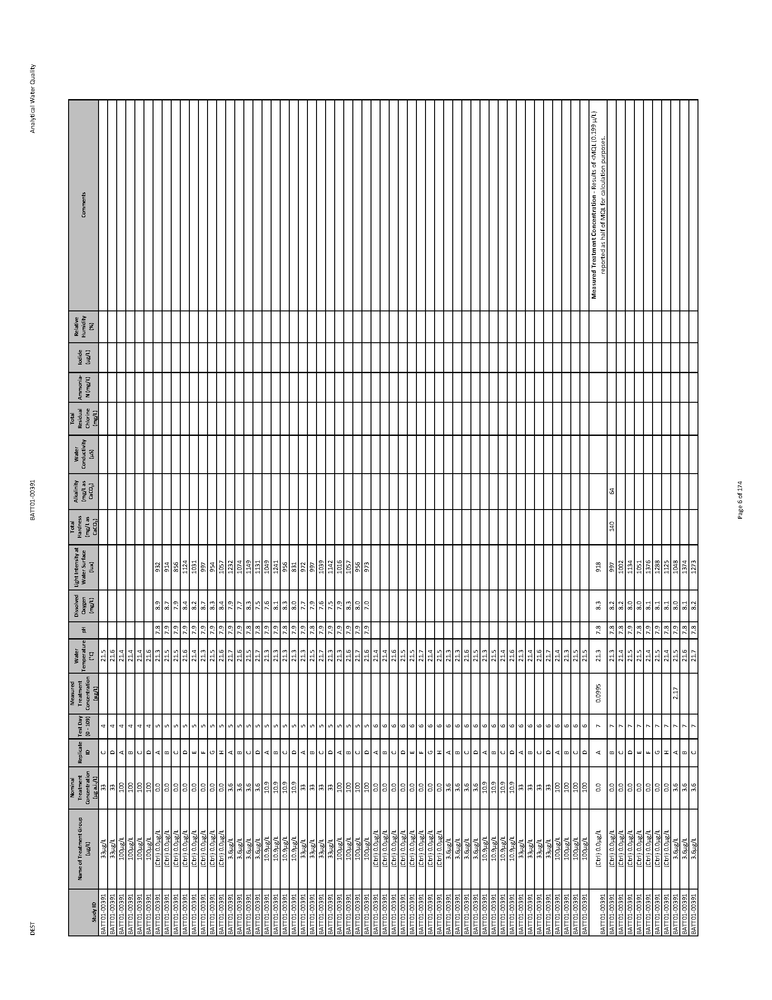 DEST BATT01-00391 Analytical Water Quality
Study ID Name of Treatment Group (µg/L) Nominal Treatment Concentration (µg a.i./L) Replicate ID Test Day (0 - 109) Measured Treatment Concentration (µg/L) Water Temperature (°C) pH Dissolved Oxygen (mg/L) Light Intensity at Water Surface (lux) Total Hardness (mg/L as CaCO₃) Alkalinity (mg/L as CaCO₃) Water Conductivity (µS) Total Residual Chlorine (mg/L) Ammonia-N (mg/L) Iodide (µg/L) Relative Humidity (%) Comments
BATT01-00391 33µg/L 33 C 4 21.5
BATT01-00391 33µg/L 33 D 4 21.6
BATT01-00391 100µg/L 100 A 4 21.4
BATT01-00391 100µg/L 100 B 4 21.4
BATT01-00391 100µg/L 100 C 4 21.4
BATT01-00391 100µg/L 100 D 4 21.6
BATT01-00391 (Ctrl) 0.0µg/L 0.0 A 5 21.3 7.8 8.9 932
BATT01-00391 (Ctrl) 0.0µg/L 0.0 B 5 21.5 7.9 8.7 914
BATT01-00391 (Ctrl) 0.0µg/L 0.0 C 5 21.5 7.9 7.9 856
BATT01-00391 (Ctrl) 0.0µg/L 0.0 D 5 21.6 7.9 8.4 1124
BATT01-00391 (Ctrl) 0.0µg/L 0.0 E 5 21.4 7.9 8.2 1031
BATT01-00391 (Ctrl) 0.0µg/L 0.0 F 5 21.3 7.9 8.7 997
BATT01-00391 (Ctrl) 0.0µg/L 0.0 G 5 21.5 7.9 8.3 954
BATT01-00391 (Ctrl) 0.0µg/L 0.0 H 5 21.6 7.9 8.4 1057
BATT01-00391 3.6µg/L 3.6 A 5 21.7 7.9 7.9 1232
BATT01-00391 3.6µg/L 3.6 B 5 21.6 7.9 7.7 1074
BATT01-00391 3.6µg/L 3.6 C 5 21.5 7.8 8.3 1149
BATT01-00391 3.6µg/L 3.6 D 5 21.7 7.8 7.5 1131
BATT01-00391 10.9µg/L 10.9 A 5 21.3 7.9 7.6 1049
BATT01-00391 10.9µg/L 10.9 B 5 21.3 7.9 8.1 1241
BATT01-00391 10.9µg/L 10.9 C 5 21.3 7.8 8.3 956
BATT01-00391 10.9µg/L 10.9 D 5 21.3 7.9 8.0 831
BATT01-00391 33µg/L 33 A 5 21.3 7.9 7.7 972
BATT01-00391 33µg/L 33 B 5 21.5 7.8 7.9 997
BATT01-00391 33µg/L 33 C 5 21.7 7.9 7.6 1039
BATT01-00391 33µg/L 33 D 5 21.3 7.9 7.5 1142
BATT01-00391 100µg/L 100 A 5 21.3 7.9 7.9 1016
BATT01-00391 100µg/L 100 B 5 21.6 7.9 8.3 1057
BATT01-00391 100µg/L 100 C 5 21.7 7.9 8.0 956
BATT01-00391 100µg/L 100 D 5 21.6 7.9 7.0 973
BATT01-00391 (Ctrl) 0.0µg/L 0.0 A 6 21.4
BATT01-00391 (Ctrl) 0.0µg/L 0.0 B 6 21.4
BATT01-00391 (Ctrl) 0.0µg/L 0.0 C 6 21.6
BATT01-00391 (Ctrl) 0.0µg/L 0.0 D 6 21.5
BATT01-00391 (Ctrl) 0.0µg/L 0.0 E 6 21.5
BATT01-00391 (Ctrl) 0.0µg/L 0.0 F 6 21.7
BATT01-00391 (Ctrl) 0.0µg/L 0.0 G 6 21.4
BATT01-00391 (Ctrl) 0.0µg/L 0.0 H 6 21.5
BATT01-00391 3.6µg/L 3.6 A 6 21.3
BATT01-00391 3.6µg/L 3.6 B 6 21.3
BATT01-00391 3.6µg/L 3.6 C 6 21.6
BATT01-00391 3.6µg/L 3.6 D 6 21.5
BATT01-00391 10.9µg/L 10.9 A 6 21.3
BATT01-00391 10.9µg/L 10.9 B 6 21.5
BATT01-00391 10.9µg/L 10.9 C 6 21.4
BATT01-00391 10.9µg/L 10.9 D 6 21.6
BATT01-00391 33µg/L 33 A 6 21.3
BATT01-00391 33µg/L 33 B 6 21.4
BATT01-00391 33µg/L 33 C 6 21.6
BATT01-00391 33µg/L 33 D 6 21.7
BATT01-00391 100µg/L 100 A 6 21.4
BATT01-00391 100µg/L 100 B 6 21.3
BATT01-00391 100µg/L 100 C 6 21.5
BATT01-00391 100µg/L 100 D 6 21.5
BATT01-00391 (Ctrl) 0.0µg/L 0.0 A 7 0.0995 21.3 7.8 8.3 918 Measured Treatment Concentration - Results of <MQL (0.199 µ/L)
reported as half of MQL for calculation purposes.
BATT01-00391 (Ctrl) 0.0µg/L 0.0 B 7 21.3 7.8 8.2 997 140 64
BATT01-00391 (Ctrl) 0.0µg/L 0.0 C 7 21.4 7.8 8.2 1002
BATT01-00391 (Ctrl) 0.0µg/L 0.0 D 7 21.5 7.9 8.0 1134
BATT01-00391 (Ctrl) 0.0µg/L 0.0 E 7 21.5 7.8 8.0 1051
BATT01-00391 (Ctrl) 0.0µg/L 0.0 F 7 21.4 7.9 8.1 1376
BATT01-00391 (Ctrl) 0.0µg/L 0.0 G 7 21.5 7.9 8.1 1288
BATT01-00391 (Ctrl) 0.0µg/L 0.0 H 7 21.4 7.8 8.1 1125
BATT01-00391 3.6µg/L 3.6 A 7 2.17 21.5 7.9 8.0 1048
BATT01-00391 3.6µg/L 3.6 B 7 21.6 7.8 8.1 1374
BATT01-00391 3.6µg/L 3.6 C 7 21.7 7.8 8.2 1273
Page 6 of 174